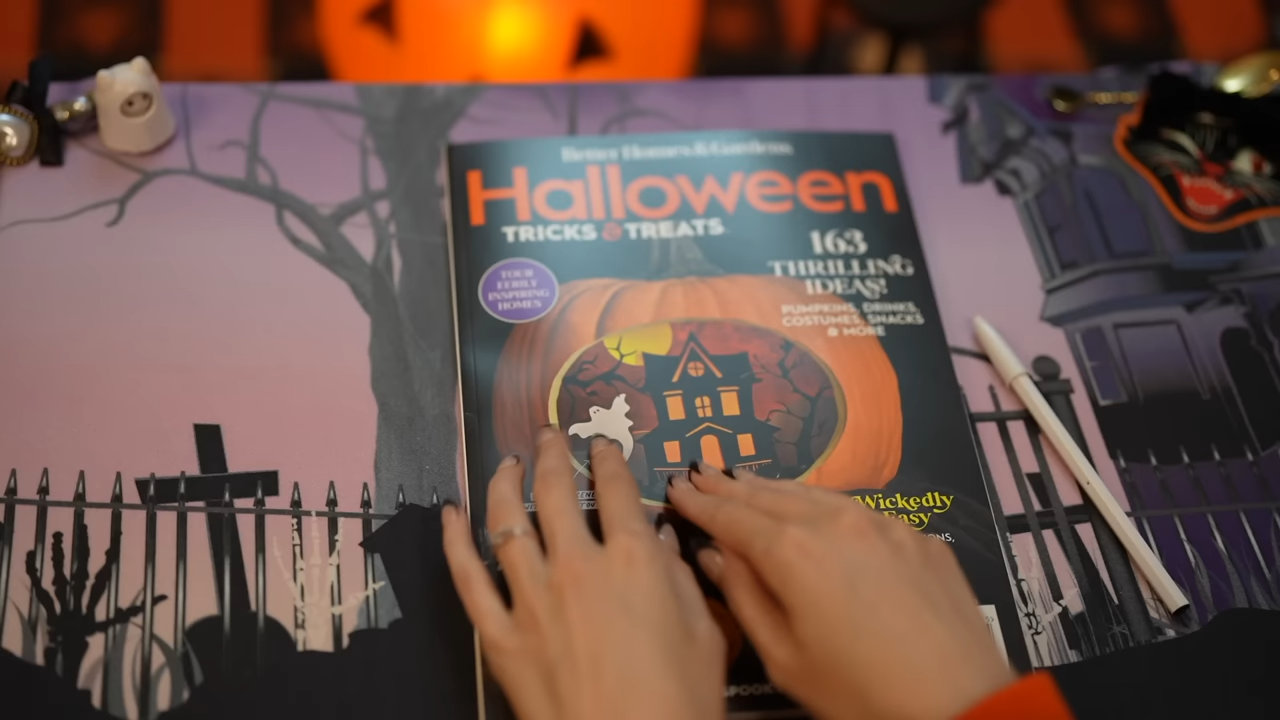 Better Homes & Gardens
Halloween
TRICKS & TREATS
163
THRILLING
IDEAS!
PUMPKINS, DRINKS,
COSTUMES, SNACKS
& MORE
YOUR
EERILY
INSPIRING
HOMES
Wickedly
Easy